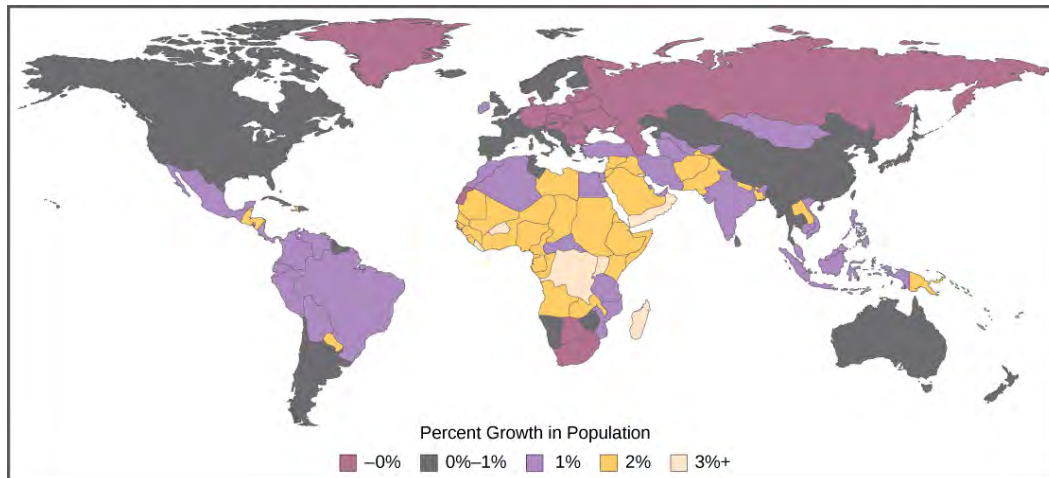 Percent Growth in Population
–0% 0%–1% 1% 2% 3%+